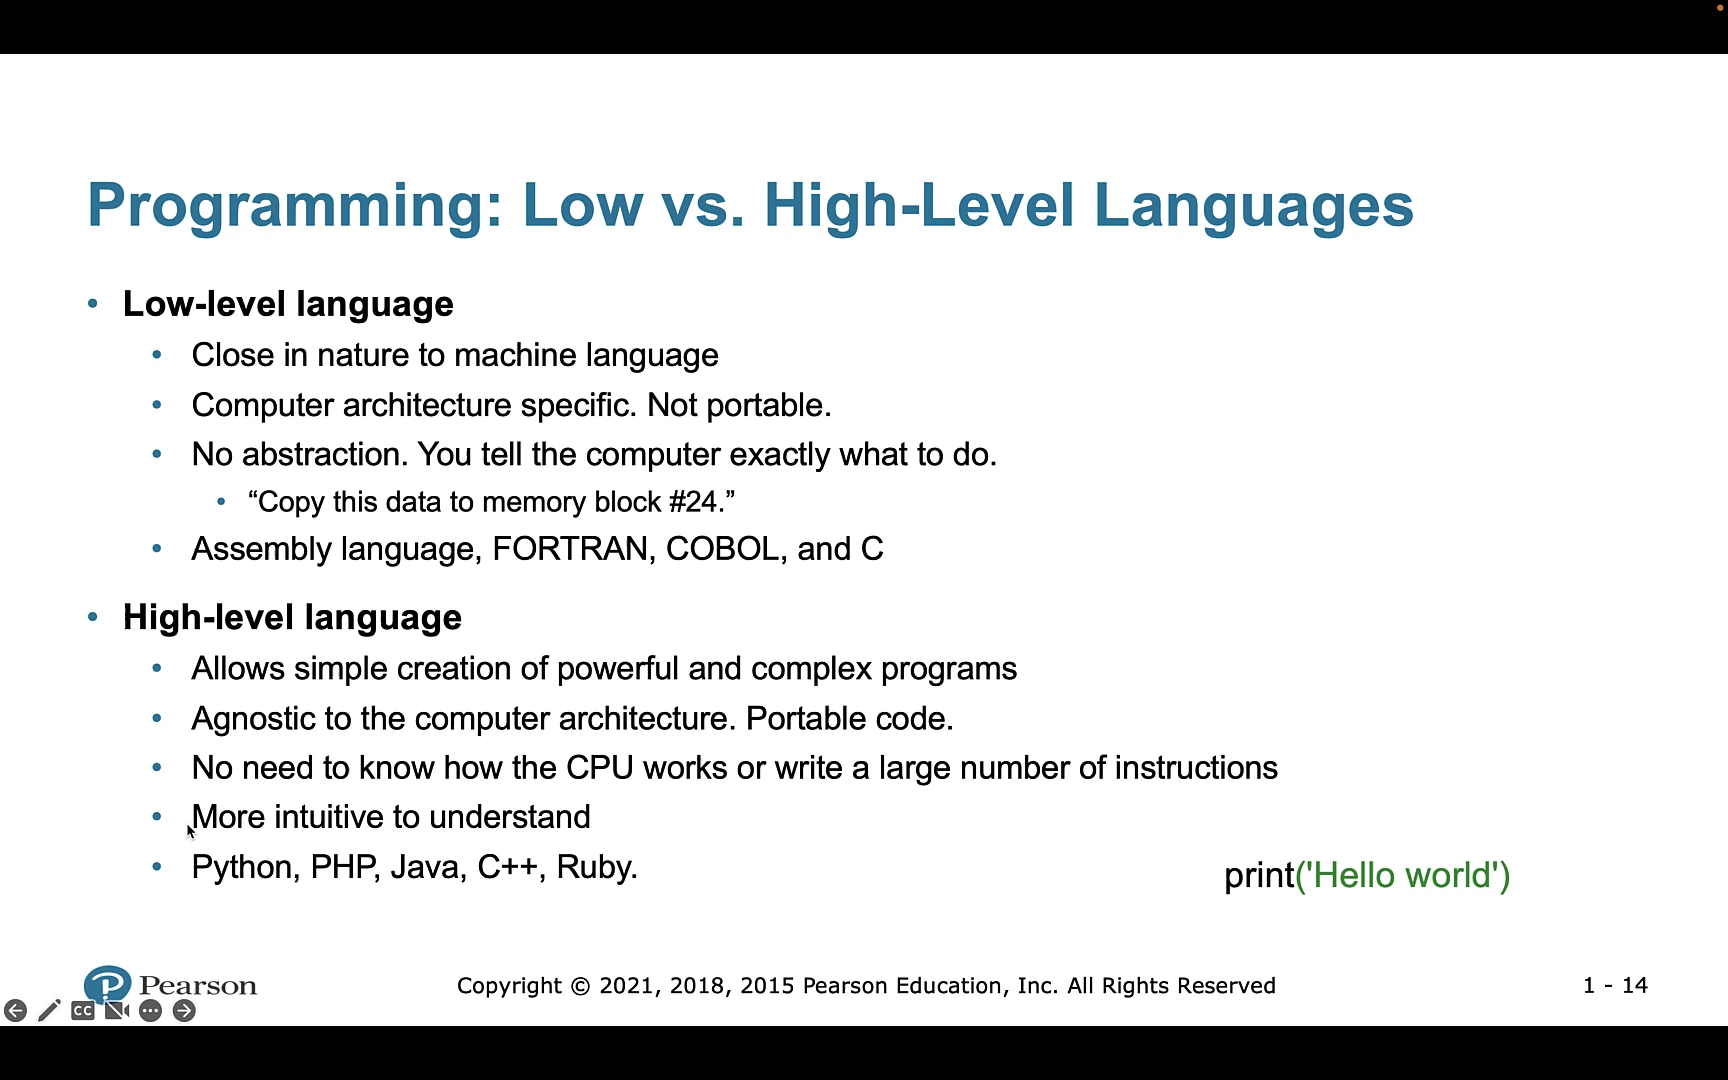 Programming: Low vs. High-Level Languages
• Low-level language
• Close in nature to machine language
• Computer architecture specific. Not portable.
• No abstraction. You tell the computer exactly what to do.
• “Copy this data to memory block #24.”
• Assembly language, FORTRAN, COBOL, and C
• High-level language
• Allows simple creation of powerful and complex programs
• Agnostic to the computer architecture. Portable code.
• No need to know how the CPU works or write a large number of instructions
• More intuitive to understand
• Python, PHP, Java, C++, Ruby.
print('Hello world')
P Pearson
Copyright © 2021, 2018, 2015 Pearson Education, Inc. All Rights Reserved
1 - 14
CC